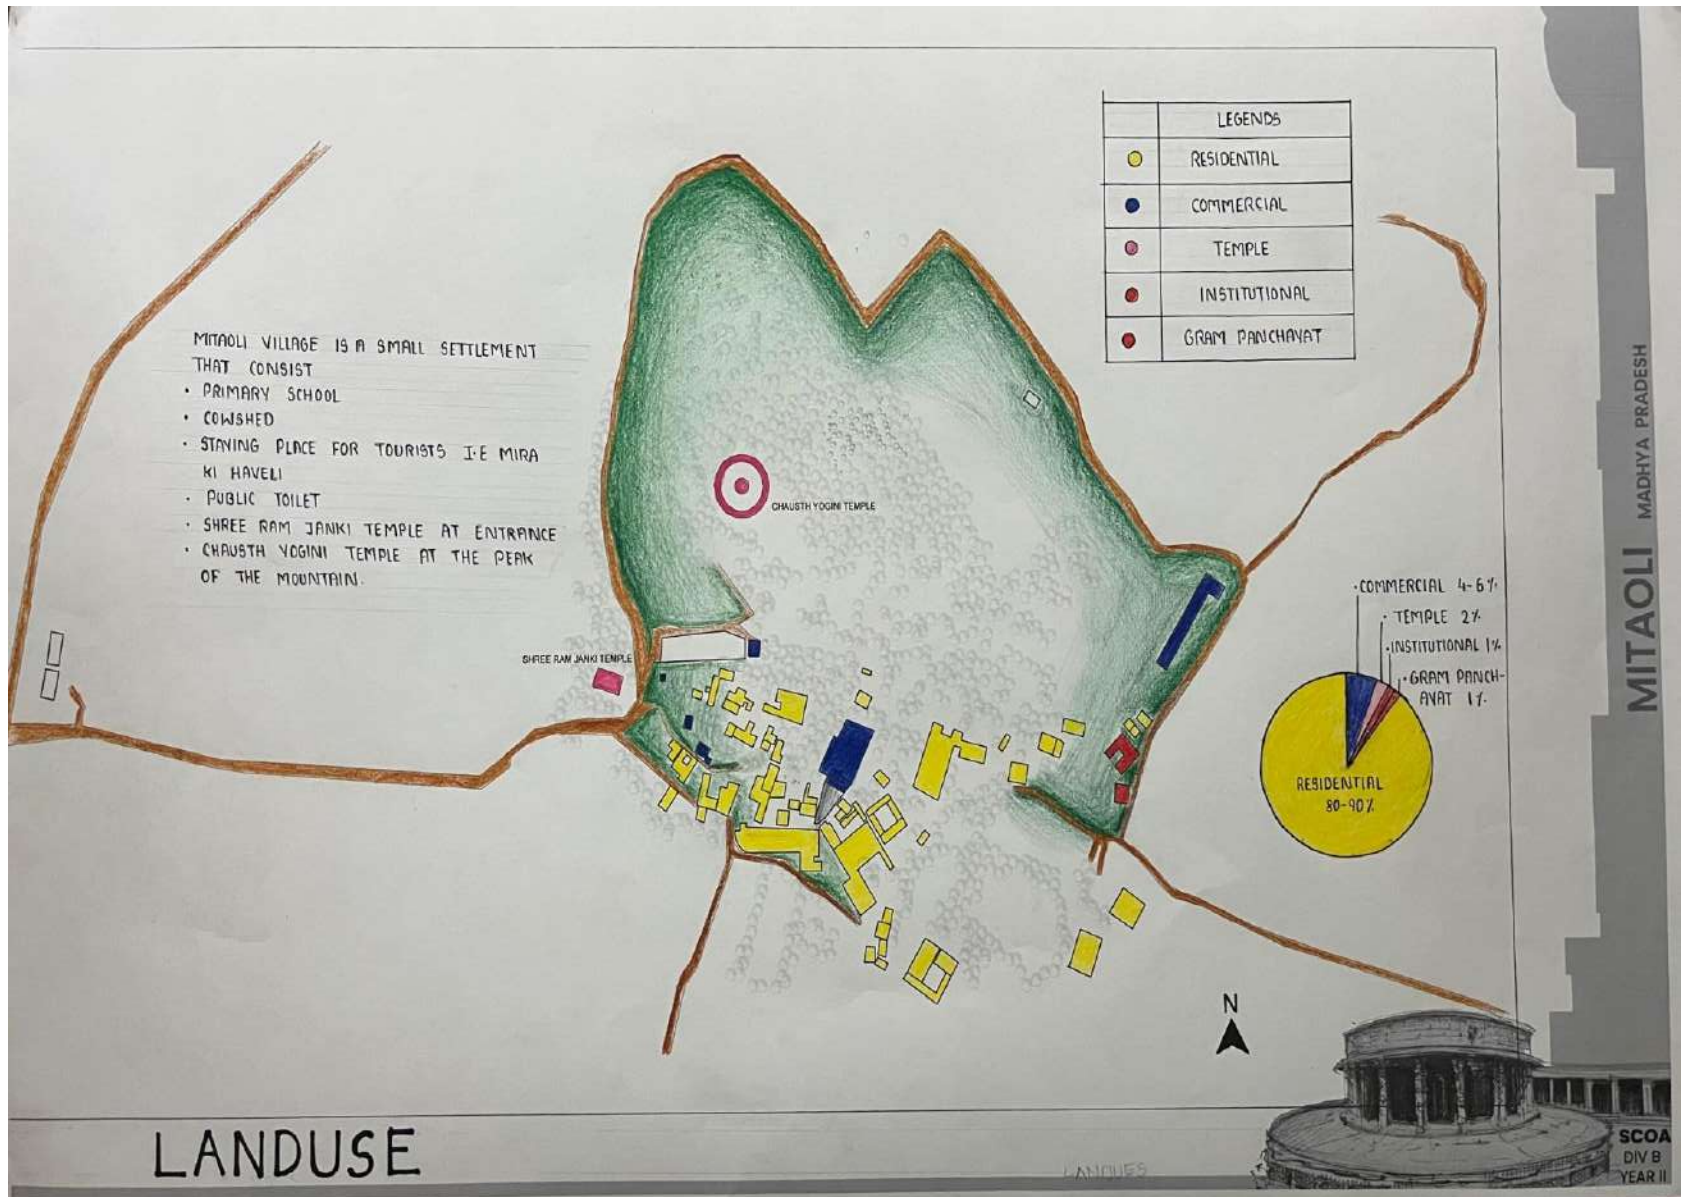 LEGENDS
RESIDENTIAL
COMMERCIAL
TEMPLE
INSTITUTIONAL
GRAM PANCHAYAT
MITAOLI VILLAGE IS A SMALL SETTLEMENT
THAT CONSIST
• PRIMARY SCHOOL
• COWSHED
• STAYING PLACE FOR TOURISTS I.E MIRA
KI HAVELI
• PUBLIC TOILET
• SHREE RAM JANKI TEMPLE AT ENTRANCE
• CHAUSTH YOGINI TEMPLE AT THE PEAK
OF THE MOUNTAIN.
CHAUSTH YOGINI TEMPLE
SHREE RAM JANKI TEMPLE
• COMMERCIAL 4-6%
• TEMPLE 2%
• INSTITUTIONAL 1%
• GRAM PANCH-
AYAT 1%
RESIDENTIAL
80-90%
N
MITAOLI MADHYA PRADESH
LANDUSE
LANDUES
SCOA
DIV B
YEAR II